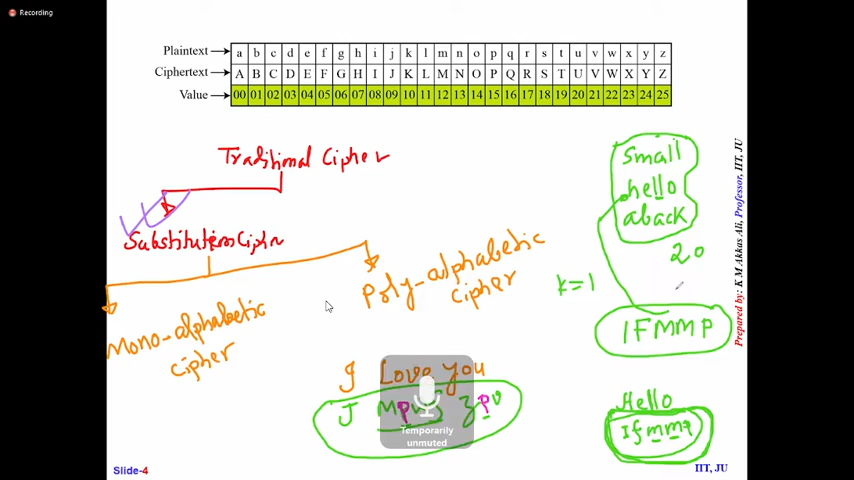 Recording
Plaintext a b c d e f g h i j k l m n o p q r s t u v w x y z
Ciphertext A B C D E F G H I J K L M N O P Q R S T U V W X Y Z
Value 00 01 02 03 04 05 06 07 08 09 10 11 12 13 14 15 16 17 18 19 20 21 22 23 24 25
Traditional Cipher
Small
hello
aback
20
Substitution Cipher
Poly-alphabetic
cipher
K=1
Mono-alphabetic
cipher
IFMMP
I Love you
J Zpv
Temporarily
unmuted
Hello
Ifmmp
Prepared by: K M Akkas Ali, Professor, IIT, JU
Slide-4
IIT, JU